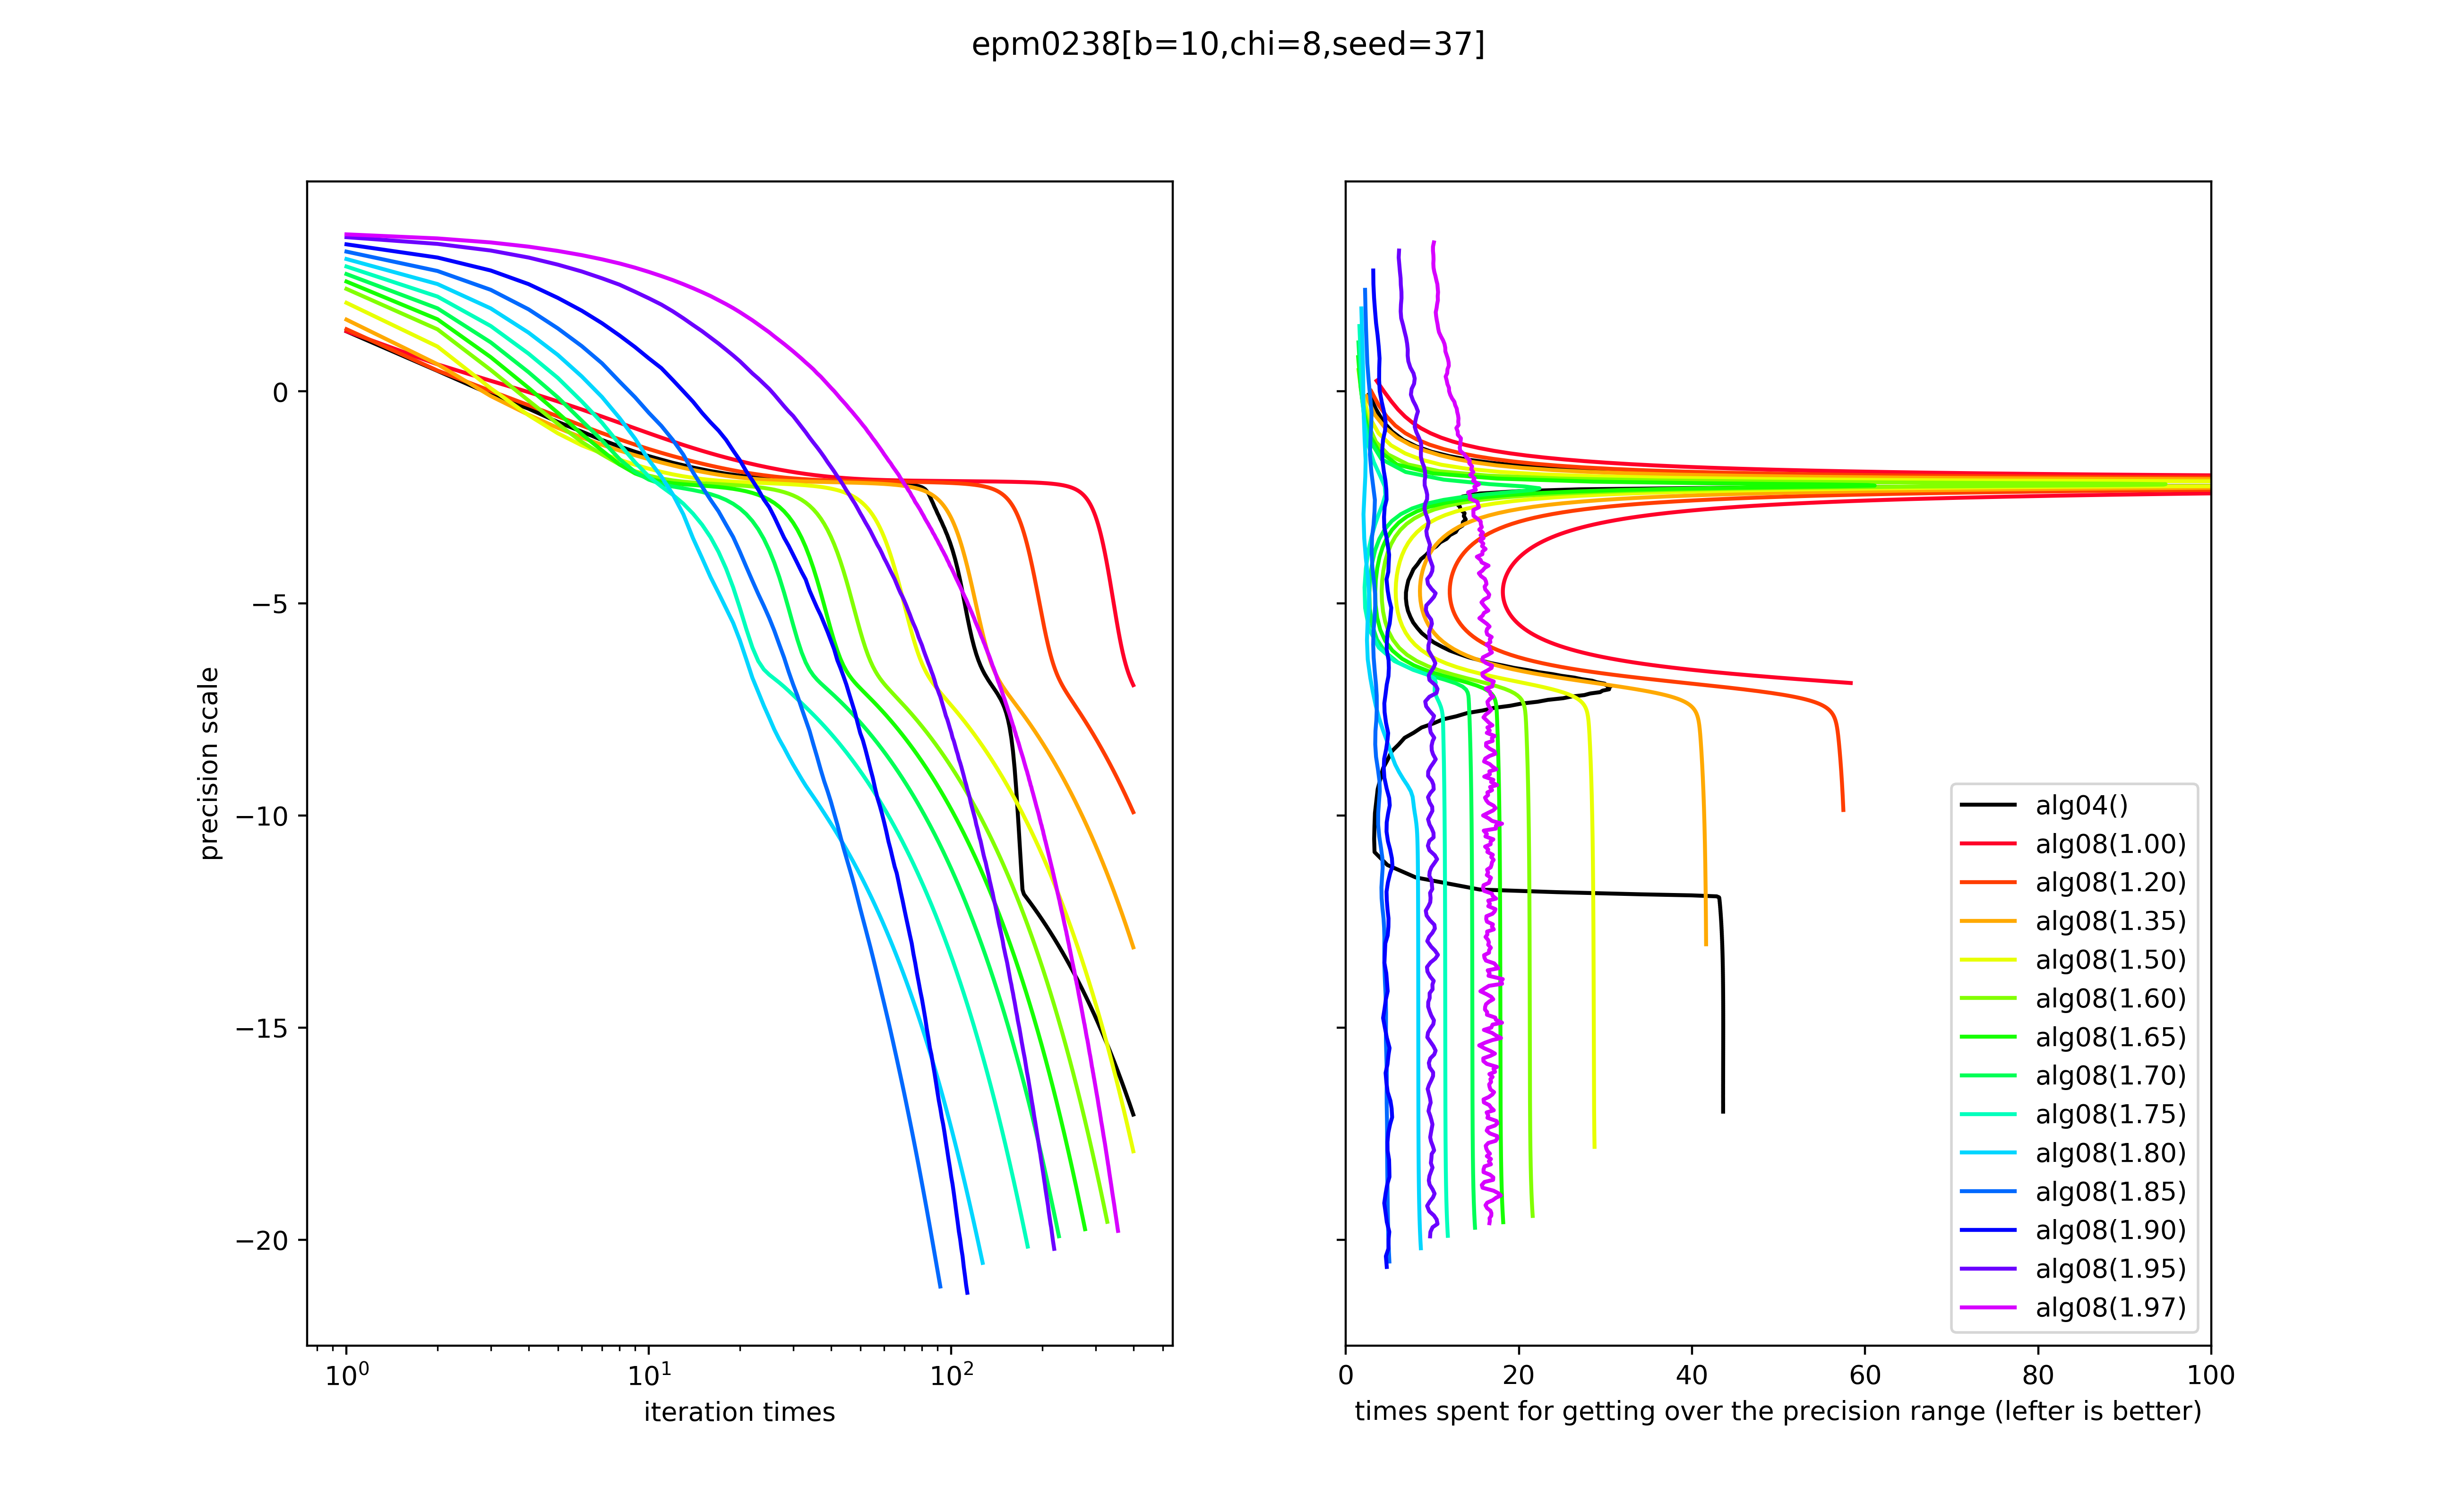 epm0238[b=10,chi=8,seed=37]
precision scale
0
−5
−10
−15
−20
10⁰ 10¹ 10²
iteration times
0 20 40 60 80 100
times spent for getting over the precision range (lefter is better)
alg04()
alg08(1.00)
alg08(1.20)
alg08(1.35)
alg08(1.50)
alg08(1.60)
alg08(1.65)
alg08(1.70)
alg08(1.75)
alg08(1.80)
alg08(1.85)
alg08(1.90)
alg08(1.95)
alg08(1.97)